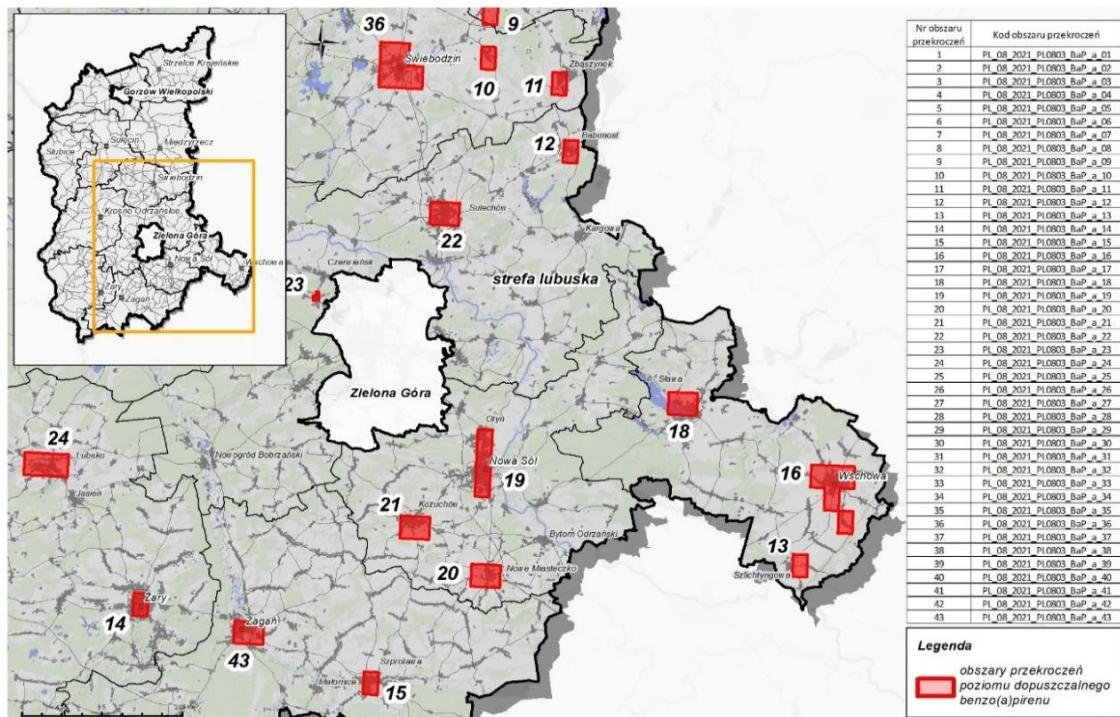 Strzelce Krajeńskie
Gorzów Wielkopolski
Sulęcin
Międzyrzecz
Słubice
Świebodzin
Krosno Odrzańskie
Zielona Góra
Nowa Sól
Wschowa
Żary
Żagań
36
Świebodzin
9
10
Zbąszynek
11
12
Babimost
Sulechów
22
Kargowa
Czerwieńsk
23
strefa lubuska
Zielona Góra
Sława
18
24
Lubsko
Jasień
Nowogród Bobrzański
Otyń
Nowa Sól
19
16
Wschowa
21
Kożuchów
Bytom Odrzański
13
Szlichtyngowa
20
Nowe Miasteczko
14
Żary
Żagań
43
Szprotawa
Małomice
15
Nr obszaru przekroczeń Kod obszaru przekroczeń
1 PL_08_2021_PL0803_BaP_a_01
2 PL_08_2021_PL0803_BaP_a_02
3 PL_08_2021_PL0803_BaP_a_03
4 PL_08_2021_PL0803_BaP_a_04
5 PL_08_2021_PL0803_BaP_a_05
6 PL_08_2021_PL0803_BaP_a_06
7 PL_08_2021_PL0803_BaP_a_07
8 PL_08_2021_PL0803_BaP_a_08
9 PL_08_2021_PL0803_BaP_a_09
10 PL_08_2021_PL0803_BaP_a_10
11 PL_08_2021_PL0803_BaP_a_11
12 PL_08_2021_PL0803_BaP_a_12
13 PL_08_2021_PL0803_BaP_a_13
14 PL_08_2021_PL0803_BaP_a_14
15 PL_08_2021_PL0803_BaP_a_15
16 PL_08_2021_PL0803_BaP_a_16
17 PL_08_2021_PL0803_BaP_a_17
18 PL_08_2021_PL0803_BaP_a_18
19 PL_08_2021_PL0803_BaP_a_19
20 PL_08_2021_PL0803_BaP_a_20
21 PL_08_2021_PL0803_BaP_a_21
22 PL_08_2021_PL0803_BaP_a_22
23 PL_08_2021_PL0803_BaP_a_23
24 PL_08_2021_PL0803_BaP_a_24
25 PL_08_2021_PL0803_BaP_a_25
26 PL_08_2021_PL0803_BaP_a_26
27 PL_08_2021_PL0803_BaP_a_27
28 PL_08_2021_PL0803_BaP_a_28
29 PL_08_2021_PL0803_BaP_a_29
30 PL_08_2021_PL0803_BaP_a_30
31 PL_08_2021_PL0803_BaP_a_31
32 PL_08_2021_PL0803_BaP_a_32
33 PL_08_2021_PL0803_BaP_a_33
34 PL_08_2021_PL0803_BaP_a_34
35 PL_08_2021_PL0803_BaP_a_35
36 PL_08_2021_PL0803_BaP_a_36
37 PL_08_2021_PL0803_BaP_a_37
38 PL_08_2021_PL0803_BaP_a_38
39 PL_08_2021_PL0803_BaP_a_39
40 PL_08_2021_PL0803_BaP_a_40
41 PL_08_2021_PL0803_BaP_a_41
42 PL_08_2021_PL0803_BaP_a_42
43 PL_08_2021_PL0803_BaP_a_43
Legenda
obszary przekroczeń
poziomu dopuszczalnego
benzo(a)pirenu